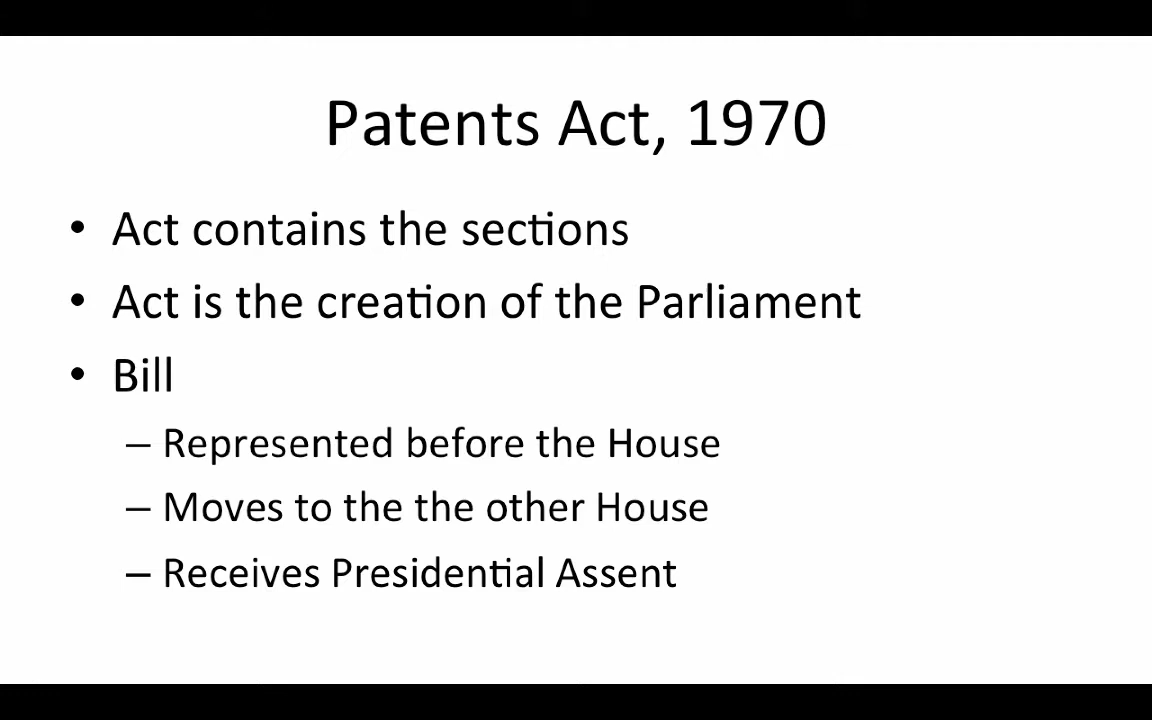 Patents Act, 1970
• Act contains the sections
• Act is the creation of the Parliament
• Bill
– Represented before the House
– Moves to the the other House
– Receives Presidential Assent